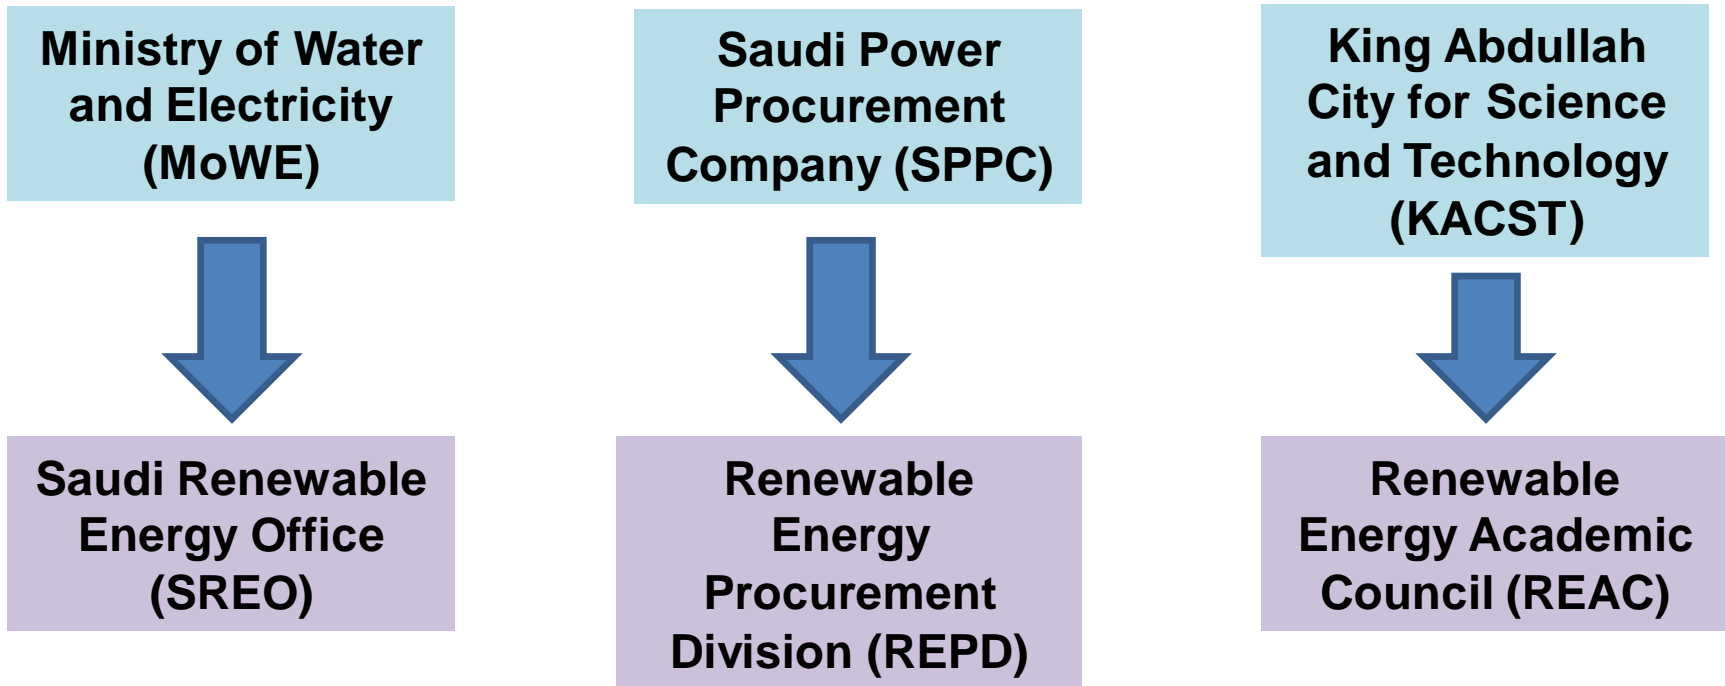 Ministry of Water
and Electricity
(MoWE)
Saudi Power
Procurement
Company (SPPC)
King Abdullah
City for Science
and Technology
(KACST)
Saudi Renewable
Energy Office
(SREO)
Renewable
Energy
Procurement
Division (REPD)
Renewable
Energy Academic
Council (REAC)